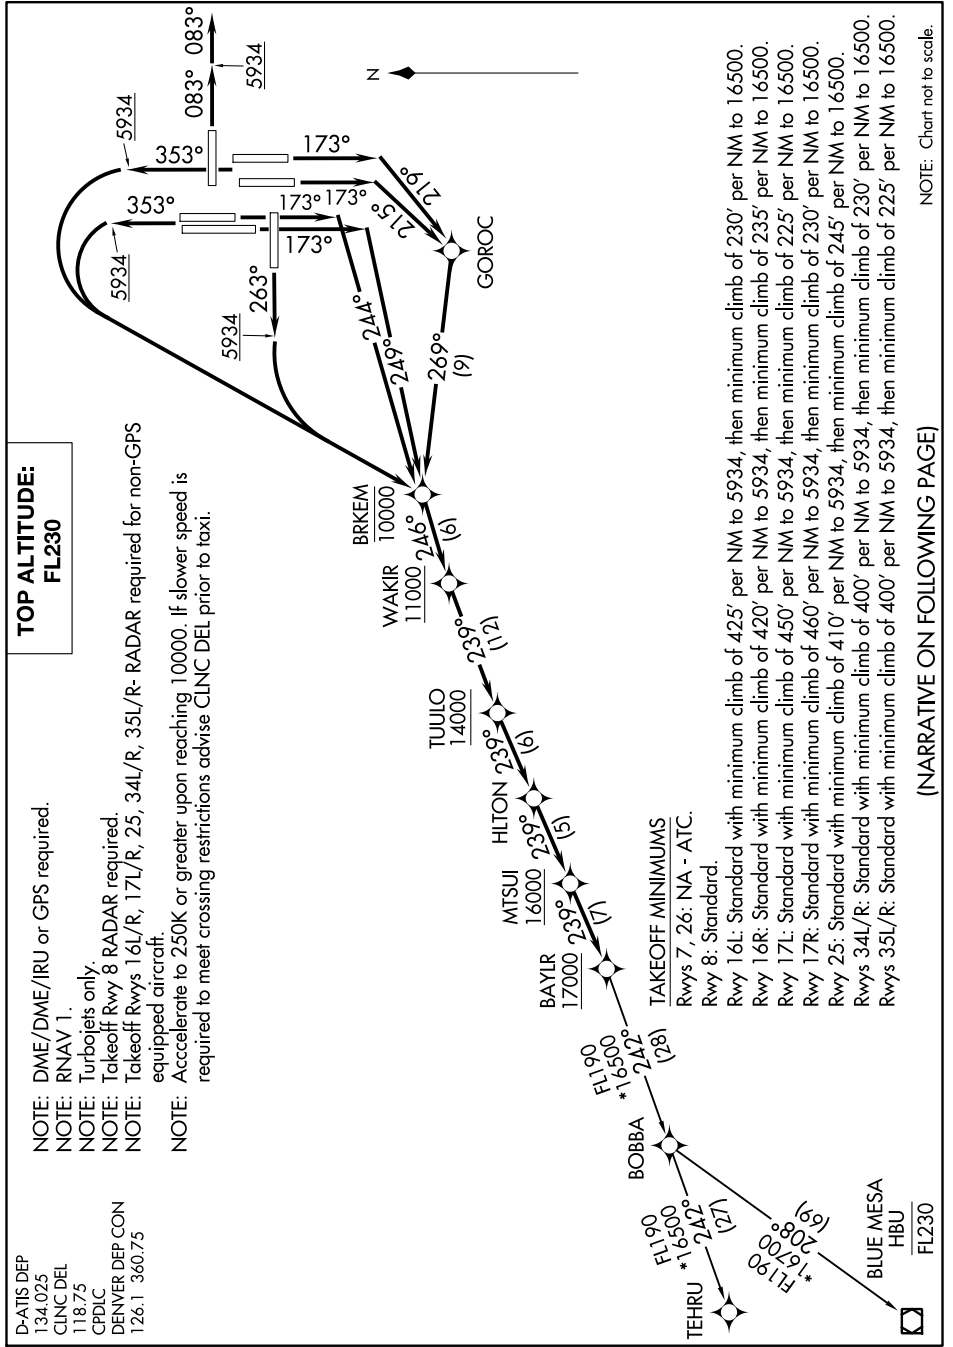 D-ATIS DEP
134.025
CLNC DEL
118.75
CPDLC
DENVER DEP CON
126.1 360.75
NOTE: DME/DME/IRU or GPS required.
NOTE: RNAV 1.
NOTE: Turbojets only.
NOTE: Takeoff Rwy 8 RADAR required.
NOTE: Takeoff Rwys 16L/R, 17L/R, 25, 34L/R, 35L/R- RADAR required for non-GPS
equipped aircraft.
NOTE: Acccelerate to 250K or greater upon reaching 10000. If slower speed is
required to meet crossing restrictions advise CLNC DEL prior to taxi.
TOP ALTITUDE:
FL230
353°
5934
083°
083°
5934
353°
5934
173°
173°
173°
173°
263°
5934
219°
215°
244°
249°
N
GOROC
269°
(9)
BRKEM
10000
246°
(6)
WAKIR
11000
239°
(12)
TUULO
14000
239°
(6)
HLTON
239°
(5)
MTSUI
16000
239°
(7)
BAYLR
17000
FL190
*16500
242°
(28)
BOBBA
FL190
*16500
242°
(27)
TEHRU
FL190
*16700
208°
(69)
BLUE MESA
HBU
FL230
TAKEOFF MINIMUMS
Rwys 7, 26: NA - ATC.
Rwy 8: Standard.
Rwy 16L: Standard with minimum climb of 425' per NM to 5934, then minimum climb of 230' per NM to 16500.
Rwy 16R: Standard with minimum climb of 420' per NM to 5934, then minimum climb of 235' per NM to 16500.
Rwy 17L: Standard with minimum climb of 450' per NM to 5934, then minimum climb of 225' per NM to 16500.
Rwy 17R: Standard with minimum climb of 460' per NM to 5934, then minimum climb of 230' per NM to 16500.
Rwy 25: Standard with minimum climb of 410' per NM to 5934, then minimum climb of 245' per NM to 16500.
Rwys 34L/R: Standard with minimum climb of 400' per NM to 5934, then minimum climb of 230' per NM to 16500.
Rwys 35L/R: Standard with minimum climb of 400' per NM to 5934, then minimum climb of 225' per NM to 16500.
(NARRATIVE ON FOLLOWING PAGE)
NOTE: Chart not to scale.